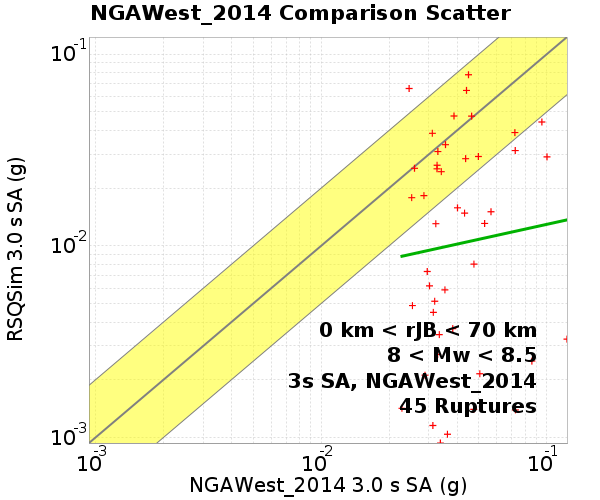 NGAWest_2014 Comparison Scatter
RSQSim 3.0 s SA (g)
10-1
10-2
10-3
0 km < rJB < 70 km
8 < Mw < 8.5
3s SA, NGAWest_2014
45 Ruptures
10-3 10-2 10-1
NGAWest_2014 3.0 s SA (g)